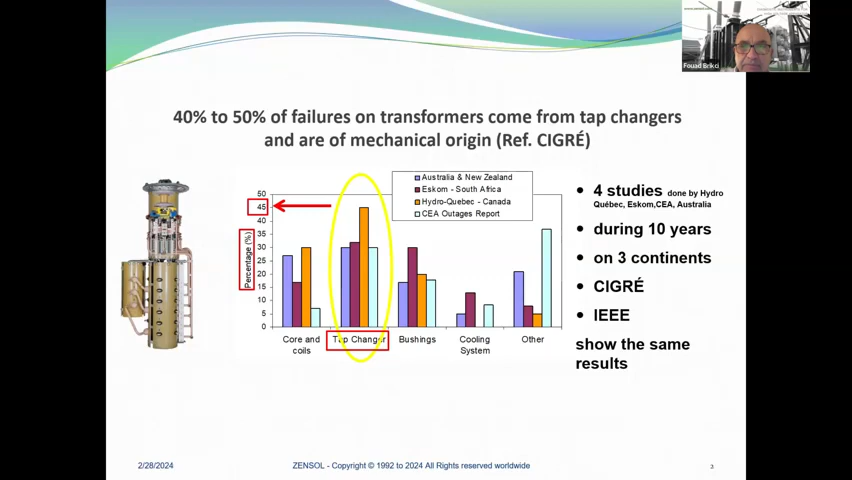 Fouad Brikci
40% to 50% of failures on transformers come from tap changers
and are of mechanical origin (Ref. CIGRÉ)
Australia & New Zealand
Eskom - South Africa
Hydro-Quebec - Canada
CEA Outages Report
Percentage (%)
50
45
40
35
30
25
20
15
10
5
0
Core and
coils
Tap Changer
Bushings
Cooling
System
Other
• 4 studies done by Hydro
Québec, Eskom,CEA, Australia
• during 10 years
• on 3 continents
• CIGRÉ
• IEEE
show the same
results
2/28/2024
ZENSOL - Copyright © 1992 to 2024 All Rights reserved worldwide